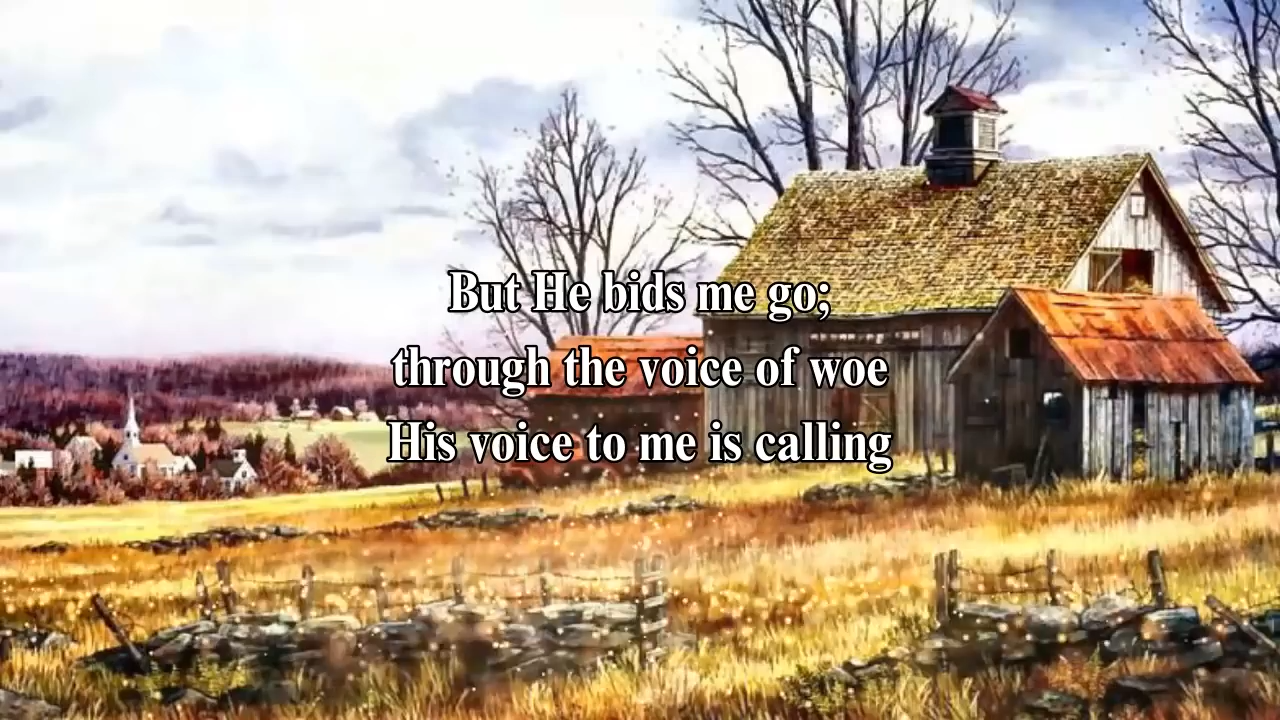 But He bids me go;
through the voice of woe
His voice to me is calling